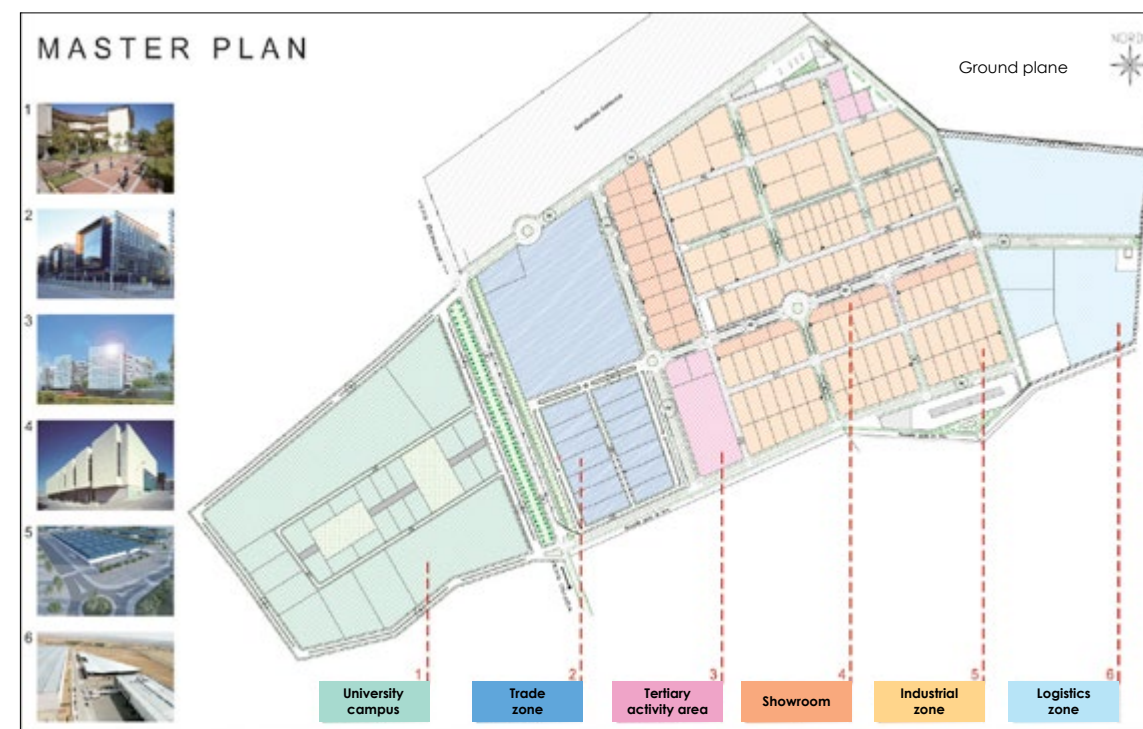 MASTER PLAN
NORD
Ground plane
1
2
3
4
5
6
1
2
3
4
5
6
University
campus
Trade
zone
Tertiary
activity area
Showroom
Industrial
zone
Logistics
zone